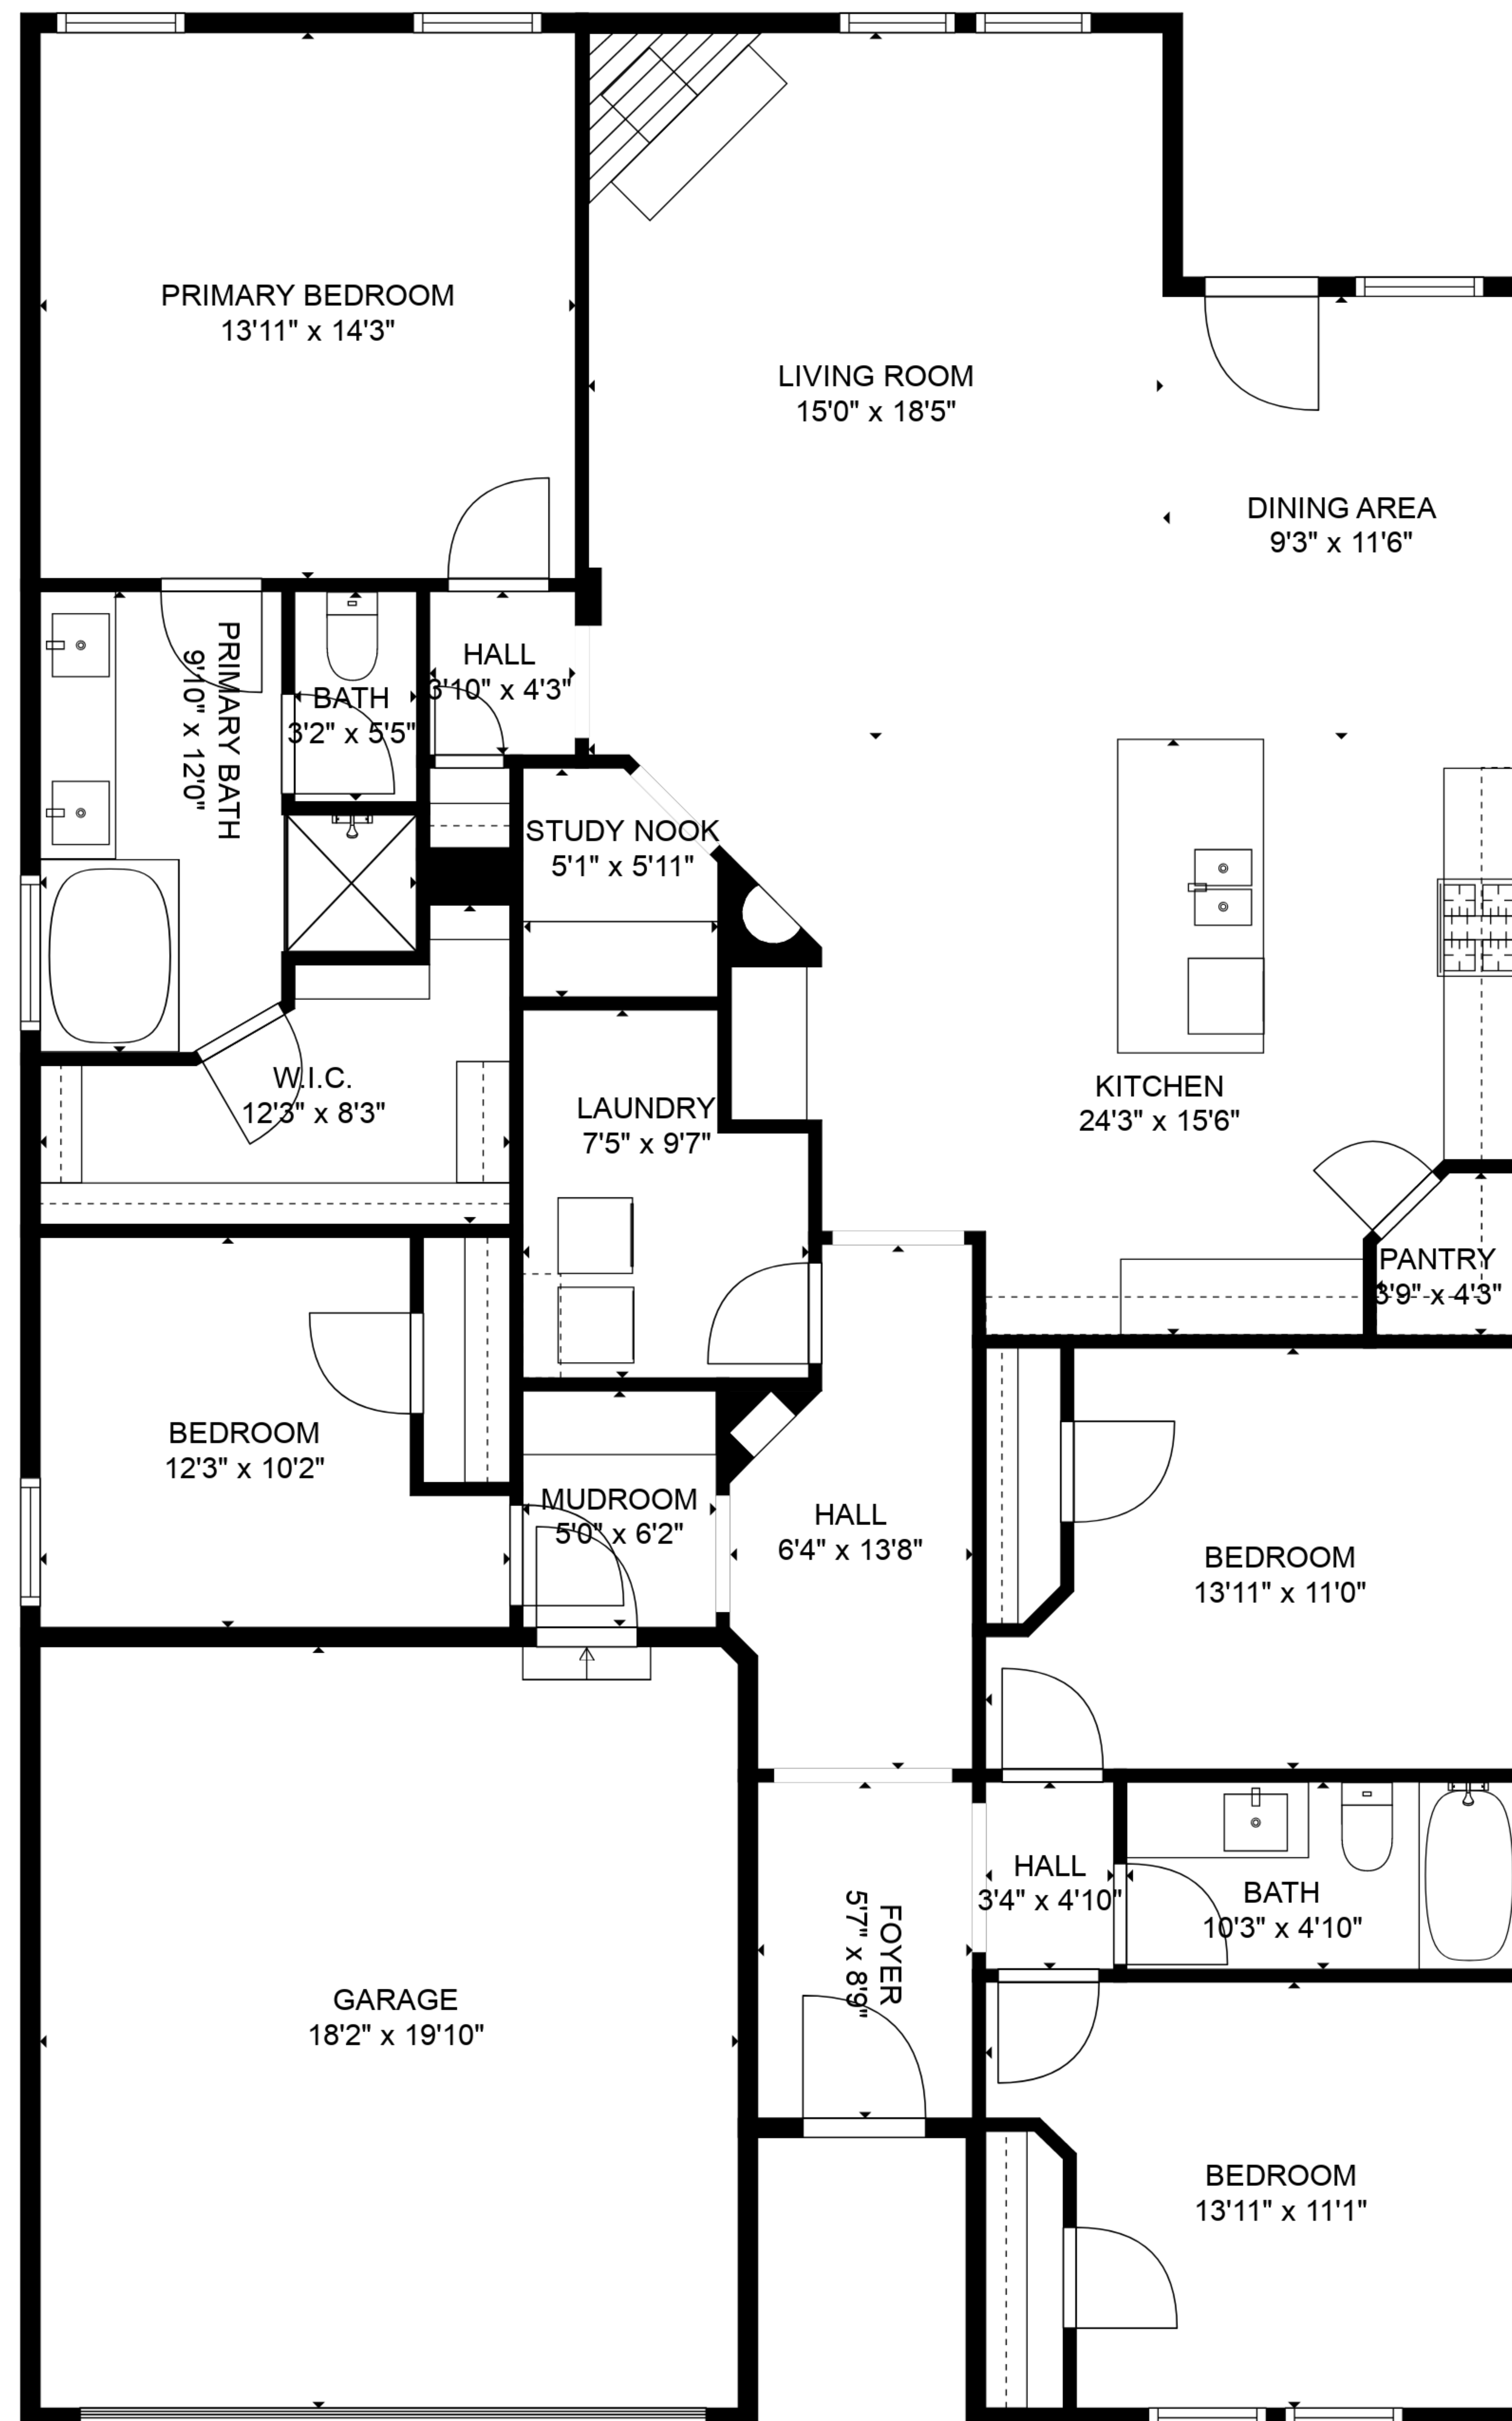 PRIMARY BEDROOM
13'11" x 14'3"
LIVING ROOM
15'0" x 18'5"
DINING AREA
9'3" x 11'6"
PRIMARY BATH
9'10" x 12'0"
BATH
3'2" x 5'5"
HALL
3'10" x 4'3"
STUDY NOOK
5'1" x 5'11"
W.I.C.
12'3" x 8'3"
LAUNDRY
7'5" x 9'7"
KITCHEN
24'3" x 15'6"
PANTRY
3'9" x 4'3"
BEDROOM
12'3" x 10'2"
MUDROOM
5'0" x 6'2"
HALL
6'4" x 13'8"
BEDROOM
13'11" x 11'0"
HALL
3'4" x 4'10"
BATH
10'3" x 4'10"
FOYER
5'7" x 8'9"
GARAGE
18'2" x 19'10"
BEDROOM
13'11" x 11'1"